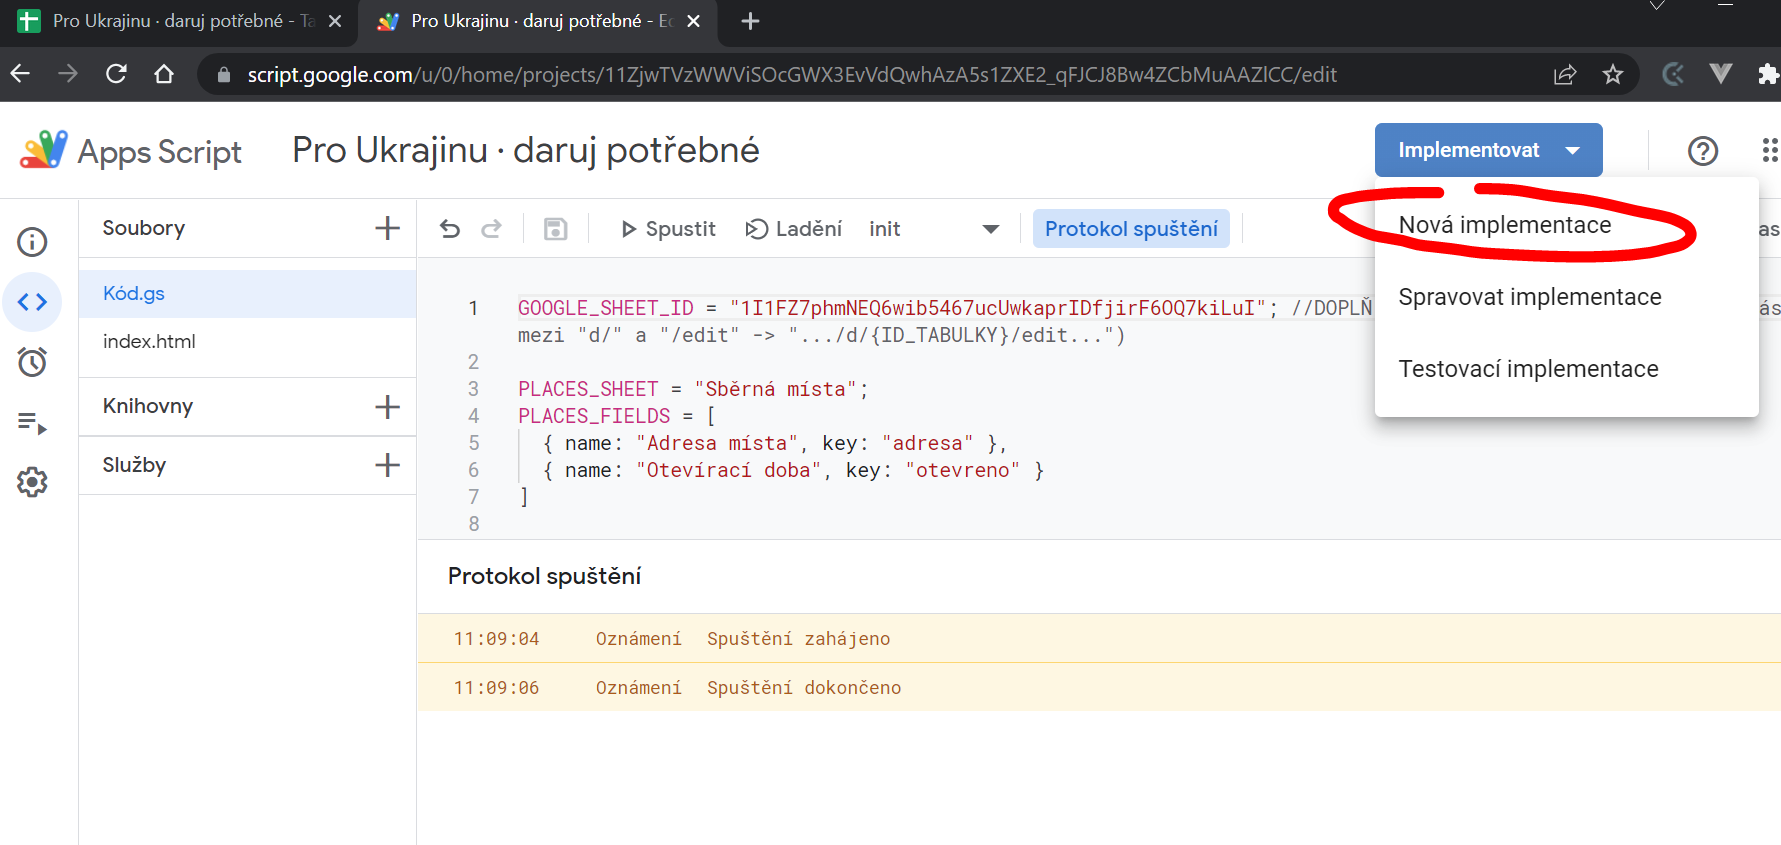 Pro Ukrajinu · daruj potřebné - Ta
Pro Ukrajinu · daruj potřebné - Ec
script.google.com/u/0/home/projects/11ZjwTVzWWViSOcGWX3EvVdQwhAzA5s1ZXE2_qFJCJ8Bw4ZCbMuAAZlCC/edit
Apps Script
Pro Ukrajinu · daruj potřebné
Implementovat
Nová implementace
Spravovat implementace
Testovací implementace
Soubory
Spustit
Ladění
init
Protokol spuštění
as
Kód.gs
index.html
Knihovny
Služby
1 GOOGLE_SHEET_ID = "1I1FZ7phmNEQ6wib5467ucUwkaprIDfjirF6OQ7kiLuI"; //DOPLŇ ás
mezi "d/" a "/edit" -> ".../d/{ID_TABULKY}/edit...")
2
3 PLACES_SHEET = "Sběrná místa";
4 PLACES_FIELDS = [
5 { name: "Adresa místa", key: "adresa" },
6 { name: "Otevírací doba", key: "otevreno" }
7 ]
8
Protokol spuštění
11:09:04 Oznámení Spuštění zahájeno
11:09:06 Oznámení Spuštění dokončeno